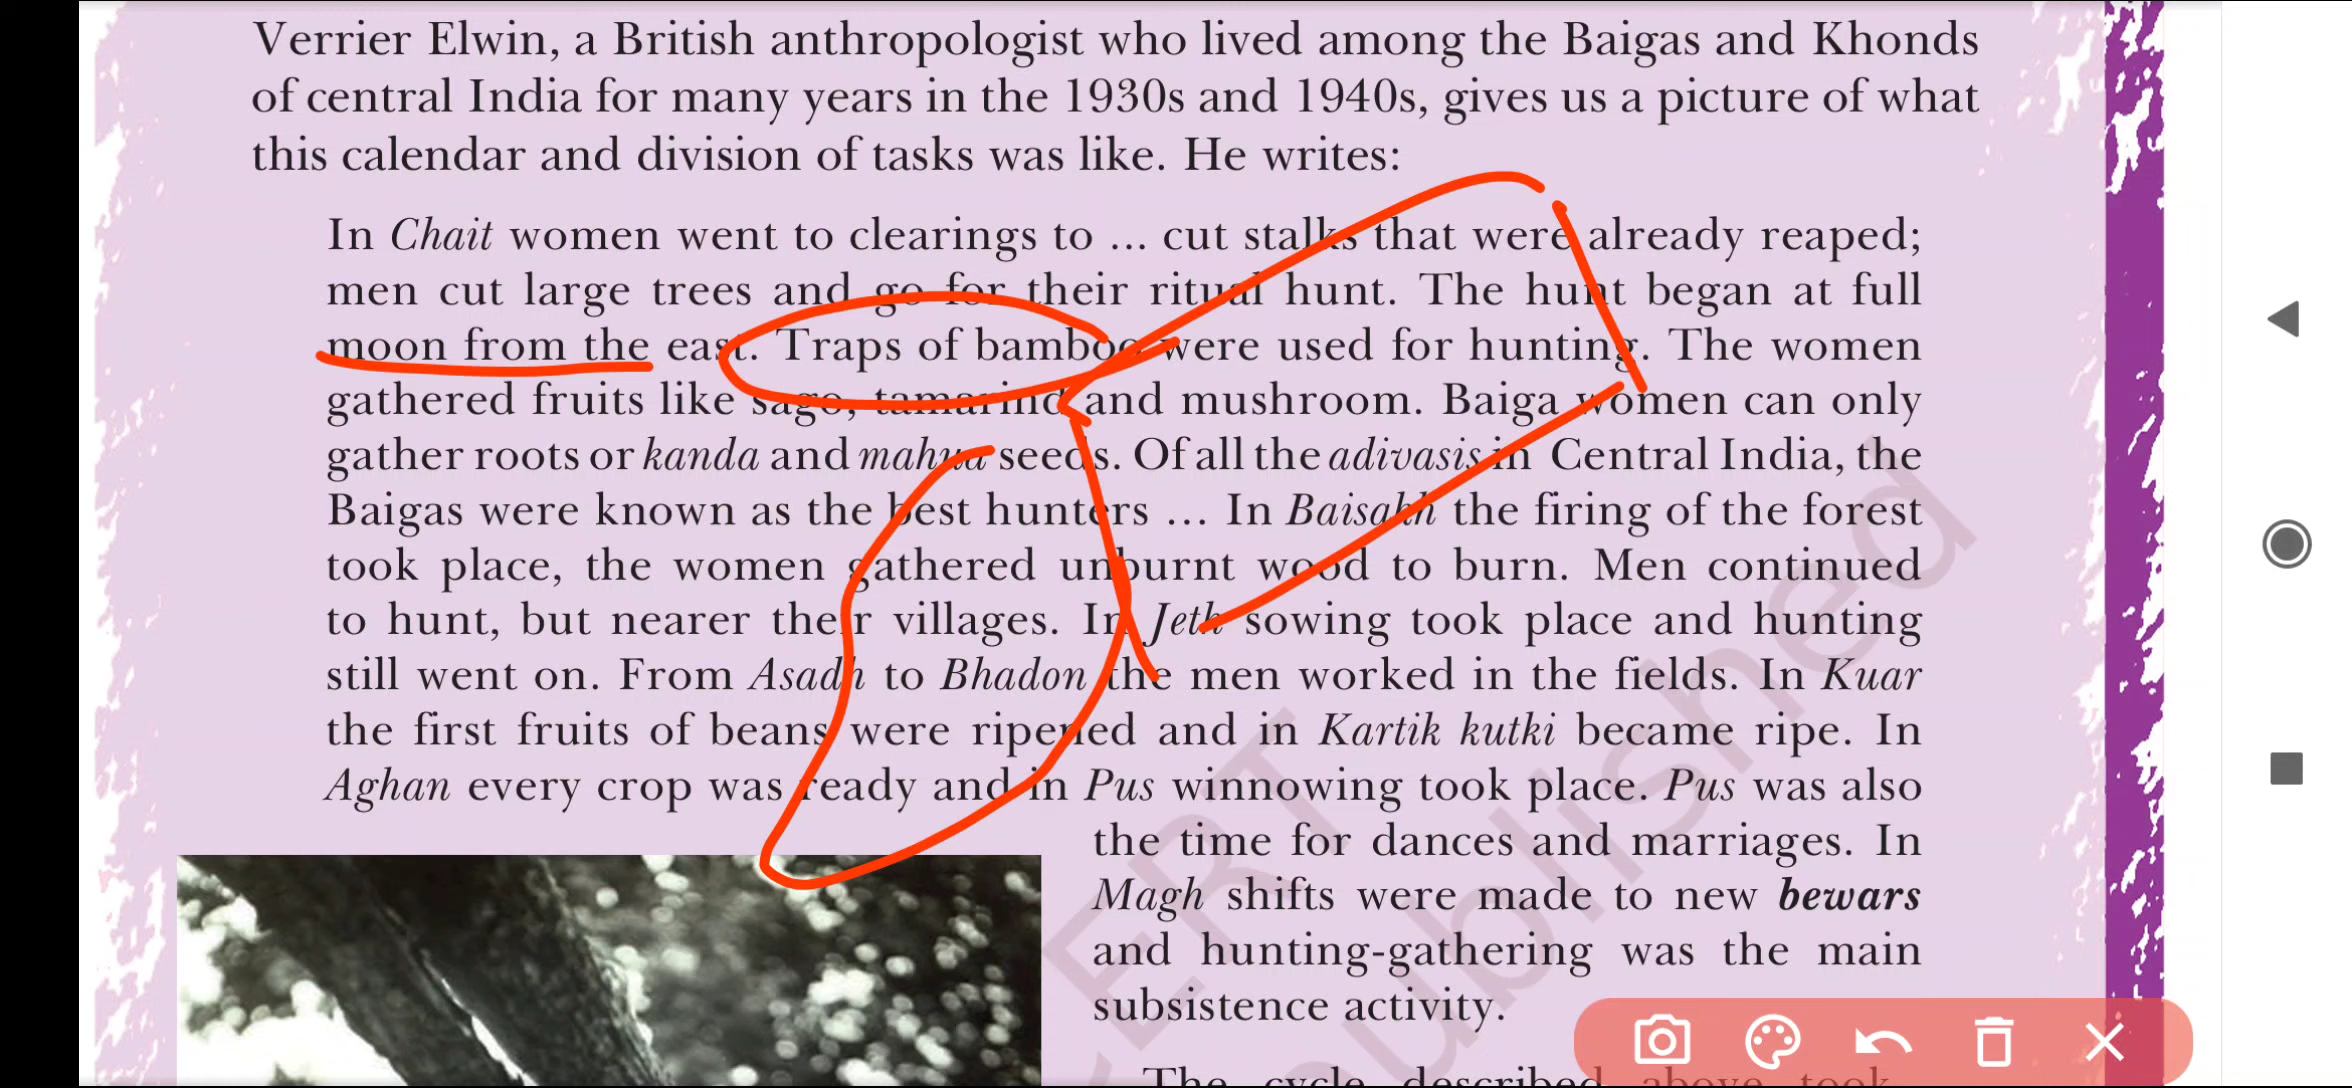 Verrier Elwin, a British anthropologist who lived among the Baigas and Khonds
of central India for many years in the 1930s and 1940s, gives us a picture of what
this calendar and division of tasks was like. He writes:
In Chait women went to clearings to ... cut stalks that were already reaped;
men cut large trees and go for their ritual hunt. The hunt began at full
moon from the east. Traps of bamboo were used for hunting. The women
gathered fruits like sago, tamarind and mushroom. Baiga women can only
gather roots or kanda and mahua seeds. Of all the adivasis in Central India, the
Baigas were known as the best hunters ... In Baisakh the firing of the forest
took place, the women gathered unburnt wood to burn. Men continued
to hunt, but nearer their villages. In Jeth sowing took place and hunting
still went on. From Asadh to Bhadon the men worked in the fields. In Kuar
the first fruits of beans were ripened and in Kartik kutki became ripe. In
Aghan every crop was ready and in Pus winnowing took place. Pus was also
the time for dances and marriages. In
Magh shifts were made to new bewars
and hunting-gathering was the main
subsistence activity.
The cycle described above took